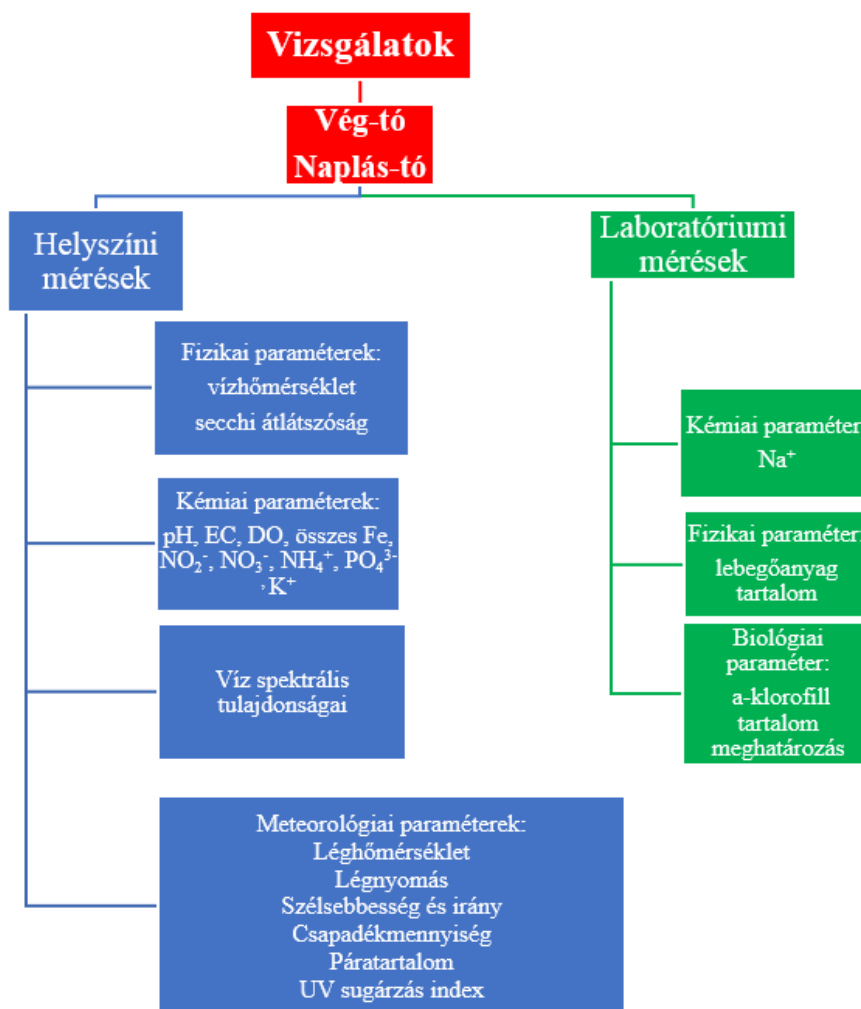 Vizsgálatok
Vég-tó
Naplás-tó
Helyszíni
mérések
Fizikai paraméterek:
vízhőmérséklet
secchi átlátszóság
Kémiai paraméterek:
pH, EC, DO, összes Fe,
NO₂⁻, NO₃⁻, NH₄⁺, PO₄³⁻
, K⁺
Víz spektrális
tulajdonságai
Meteorológiai paraméterek:
Léghőmérséklet
Légnyomás
Szélsebbesség és irány
Csapadékmennyiség
Páratartalom
UV sugárzás index
Laboratóriumi
mérések
Kémiai paraméter
Na⁺
Fizikai paraméter:
lebegőanyag
tartalom
Biológiai
paraméter:
a-klorofill
tartalom
meghatározás